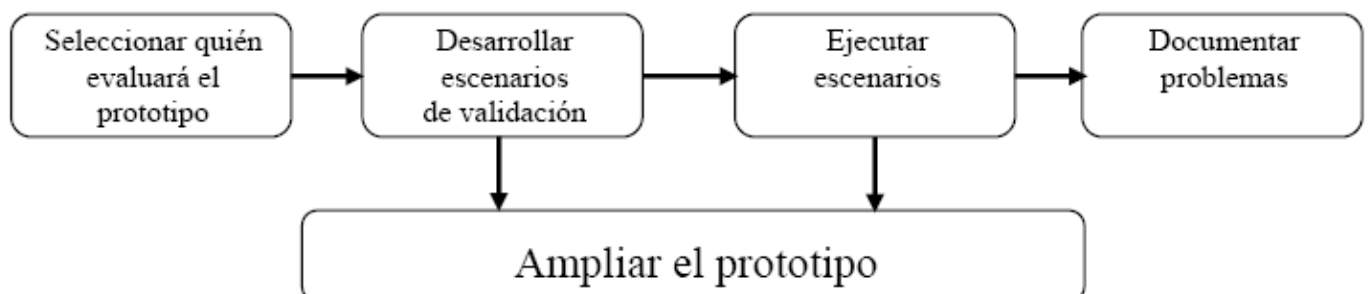 Seleccionar quién
evaluará el
prototipo
Desarrollar
escenarios
de validación
Ejecutar
escenarios
Documentar
problemas
Ampliar el prototipo